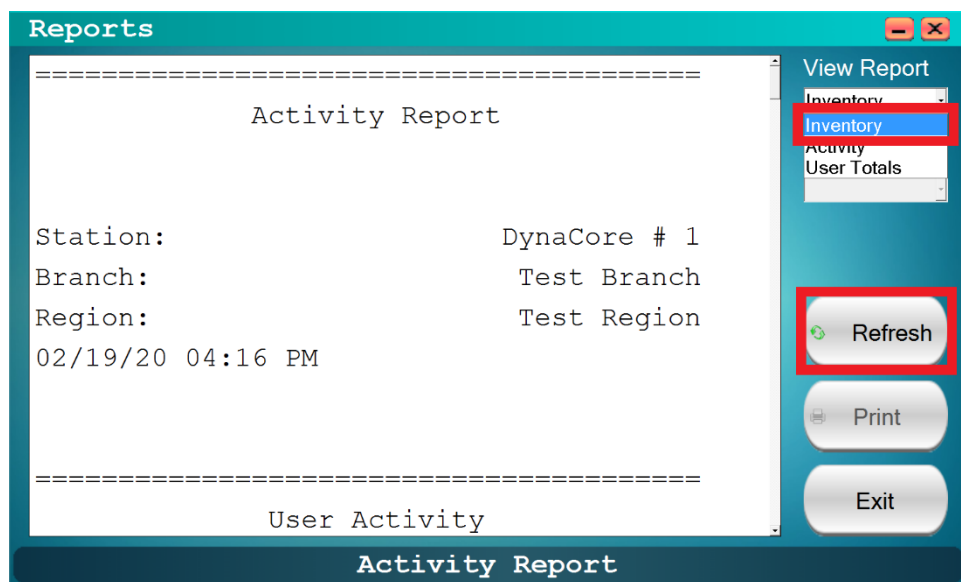 Reports
========================================
Activity Report
Station: DynaCore # 1
Branch: Test Branch
Region: Test Region
02/19/20 04:16 PM
========================================
User Activity
View Report
Inventory
Inventory
Activity
User Totals
Refresh
Print
Exit
Activity Report